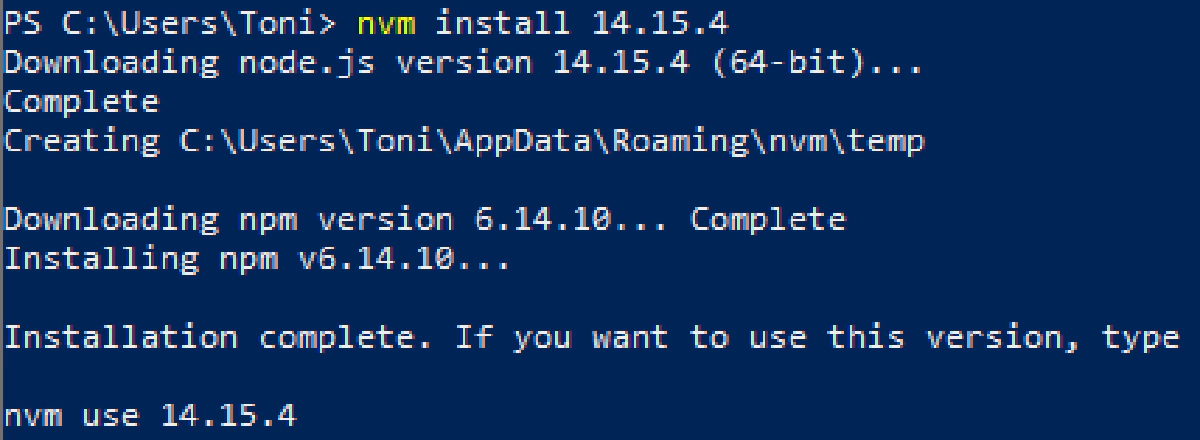 PS C:\Users\Toni> nvm install 14.15.4
Downloading node.js version 14.15.4 (64-bit)...
Complete
Creating C:\Users\Toni\AppData\Roaming\nvm\temp
Downloading npm version 6.14.10... Complete
Installing npm v6.14.10...
Installation complete. If you want to use this version, type
nvm use 14.15.4